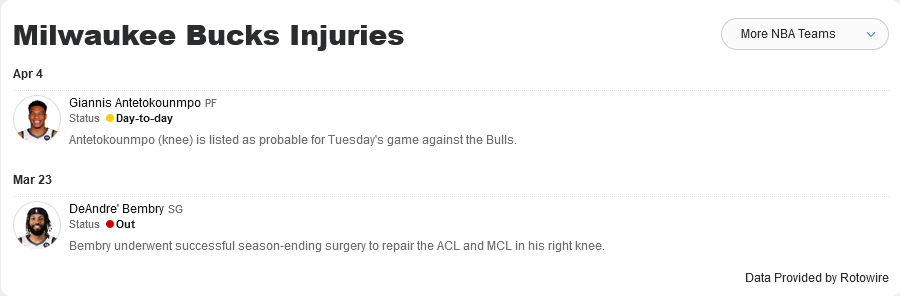 Milwaukee Bucks Injuries
More NBA Teams
Apr 4
Giannis Antetokounmpo PF
Status Day-to-day
Antetokounmpo (knee) is listed as probable for Tuesday's game against the Bulls.
Mar 23
DeAndre' Bembry SG
Status Out
Bembry underwent successful season-ending surgery to repair the ACL and MCL in his right knee.
Data Provided by Rotowire